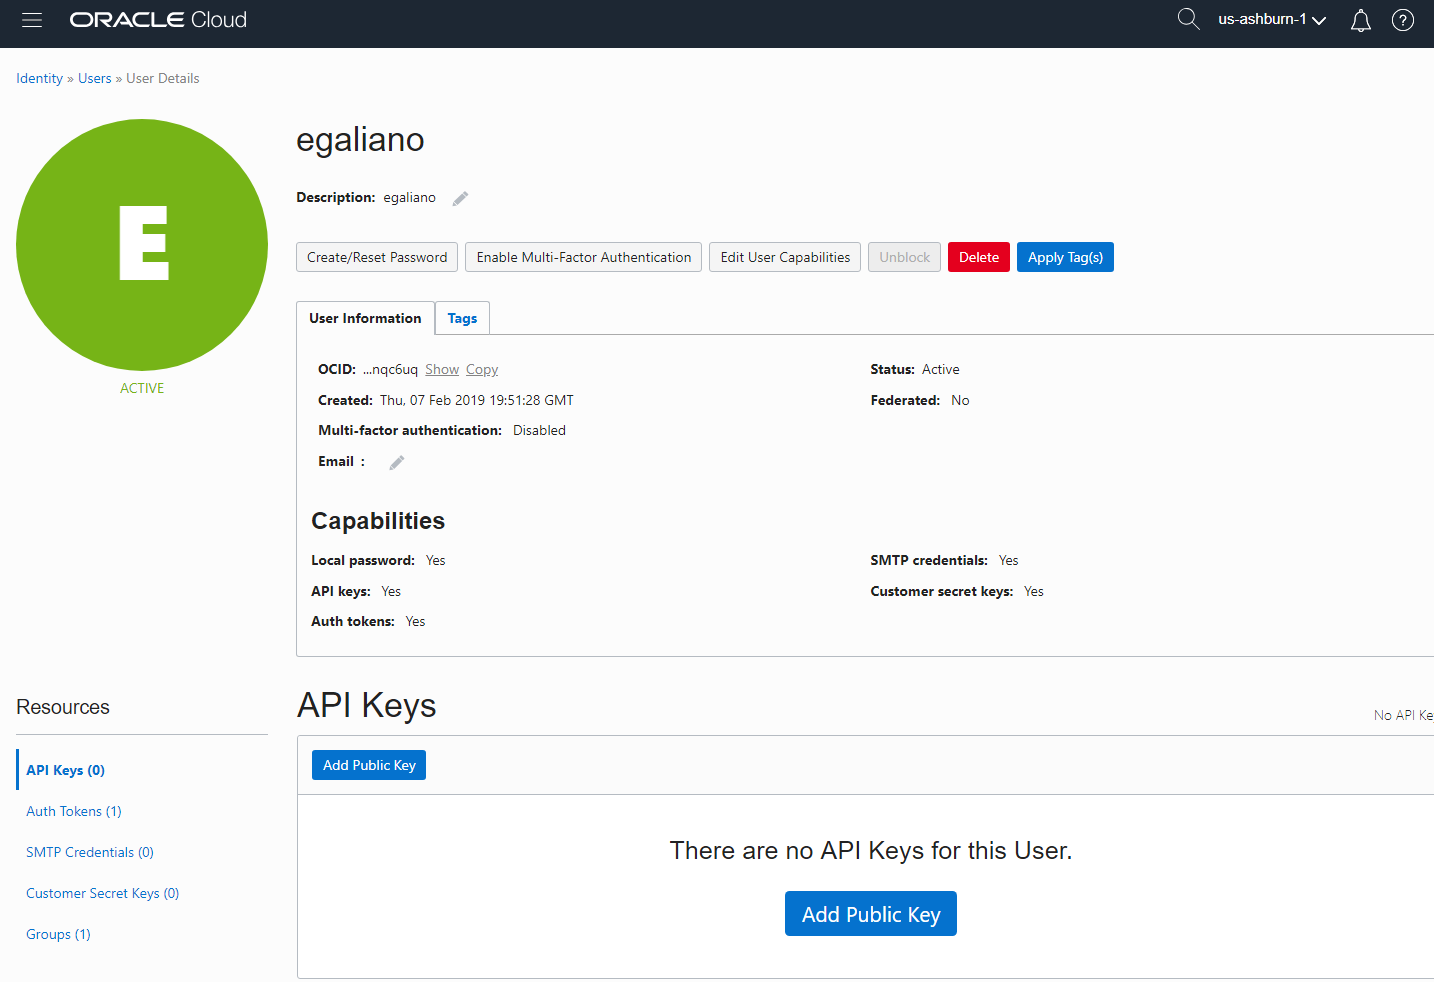 ORACLE Cloud
us-ashburn-1
Identity » Users » User Details
E
ACTIVE
egaliano
Description: egaliano
Create/Reset Password Enable Multi-Factor Authentication Edit User Capabilities Unblock Delete Apply Tag(s)
User Information Tags
OCID: ...nqc6uq Show Copy
Status: Active
Created: Thu, 07 Feb 2019 19:51:28 GMT
Federated: No
Multi-factor authentication: Disabled
Email :
Capabilities
Local password: Yes
SMTP credentials: Yes
API keys: Yes
Customer secret keys: Yes
Auth tokens: Yes
Resources
API Keys (0)
Auth Tokens (1)
SMTP Credentials (0)
Customer Secret Keys (0)
Groups (1)
API Keys
No API Ke
Add Public Key
There are no API Keys for this User.
Add Public Key